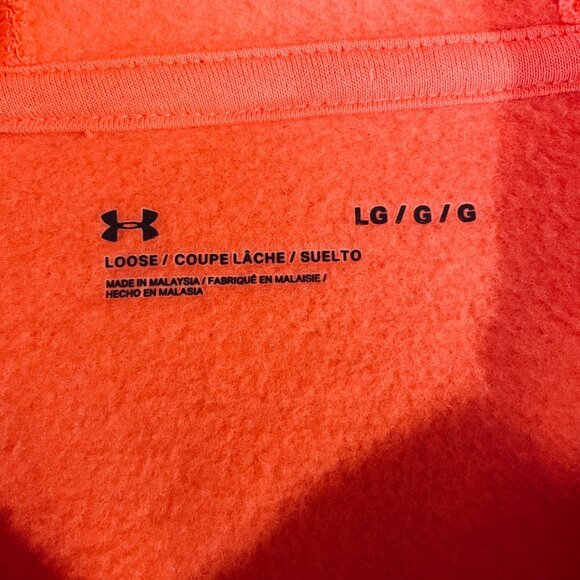 LG / G / G
LOOSE / COUPE LÂCHE / SUELTO
MADE IN MALAYSIA / FABRIQUÉ EN MALAISIE /
HECHO EN MALASIA